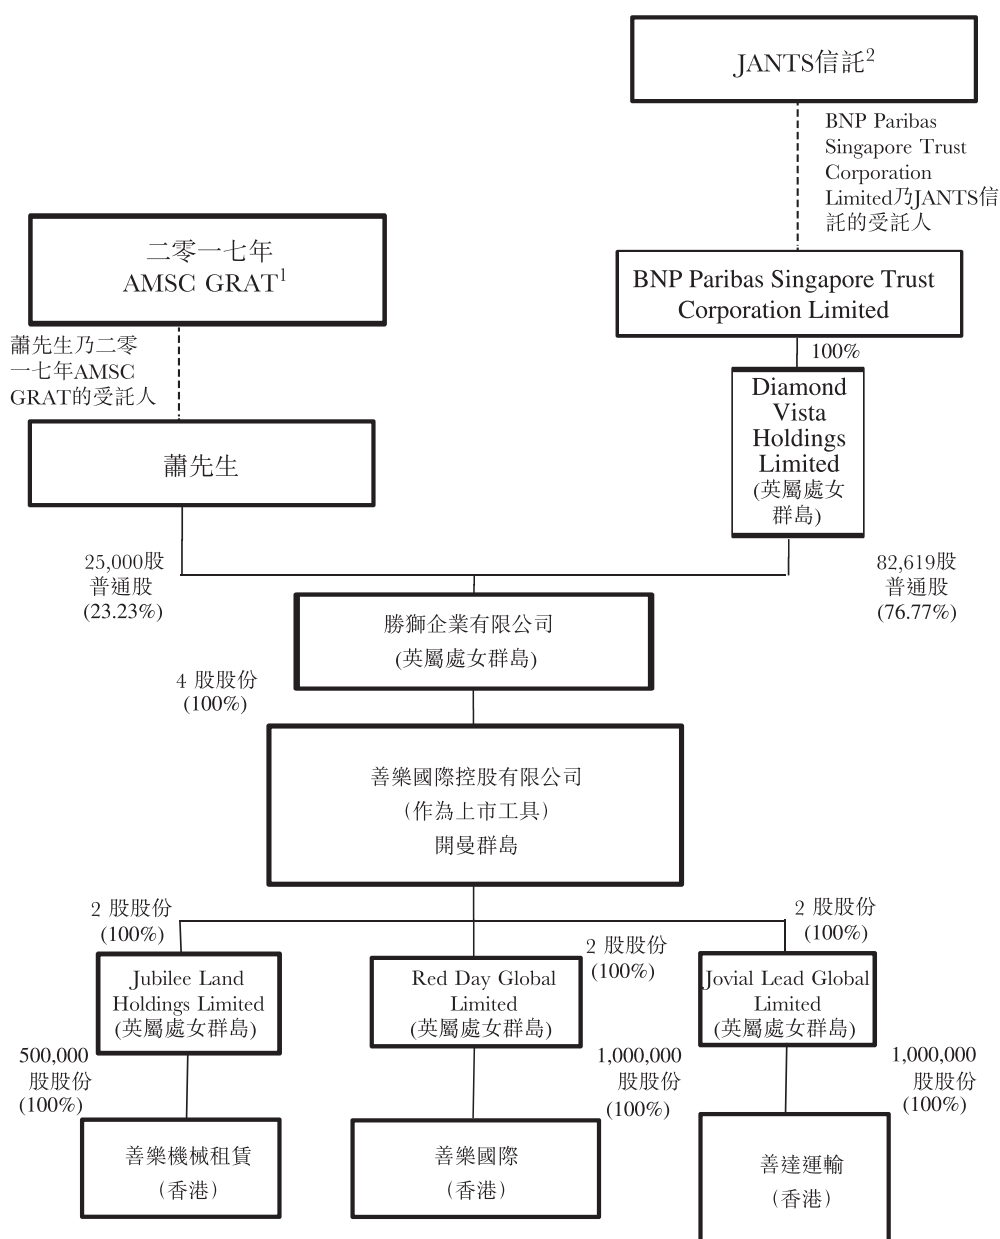 JANTS信託2
BNP Paribas
Singapore Trust
Corporation
Limited乃JANTS信
託的受託人
二零一七年
AMSC GRAT1
BNP Paribas Singapore Trust
Corporation Limited
蕭先生乃二零
一七年AMSC
GRAT的受託人
100%
Diamond
Vista
Holdings
Limited
(英屬處女
群島)
蕭先生
25,000股
普通股
(23.23%)
82,619股
普通股
(76.77%)
勝獅企業有限公司
(英屬處女群島)
4 股股份
(100%)
善樂國際控股有限公司
（作為上市工具）
開曼群島
2 股股份
(100%)
2 股股份
(100%)
2 股股份
(100%)
Jubilee Land
Holdings Limited
(英屬處女群島)
Red Day Global
Limited
(英屬處女群島)
Jovial Lead Global
Limited
(英屬處女群島)
500,000
股股份
(100%)
1,000,000
股股份
(100%)
1,000,000
股股份
(100%)
善樂機械租賃
（香港）
善樂國際
（香港）
善達運輸
（香港）